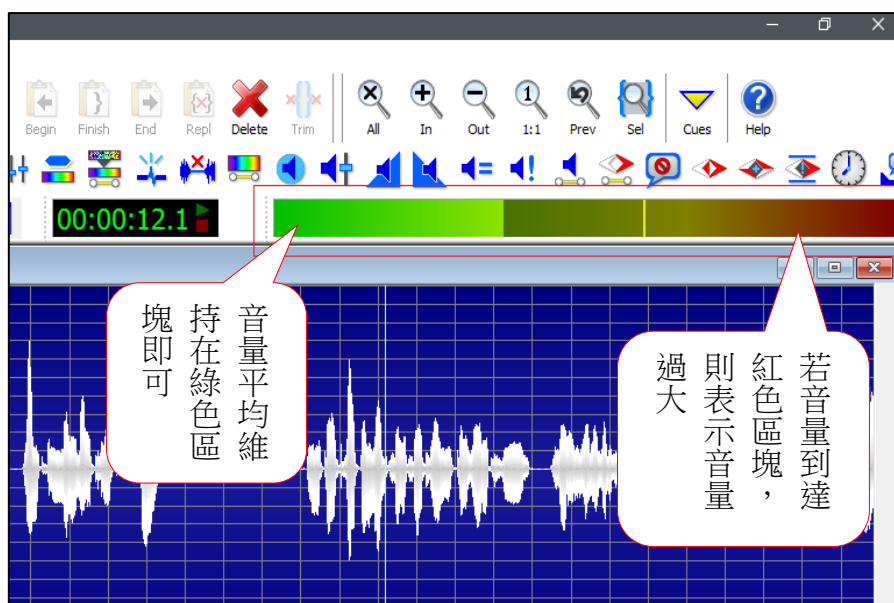 Begin Finish End Repl Delete Trim All In Out 1:1 Prev Sel Cues Help
00:00:12.1
音量平均維
持在綠色區
塊即可
若音量到達
紅色區塊，
則表示音量
過大